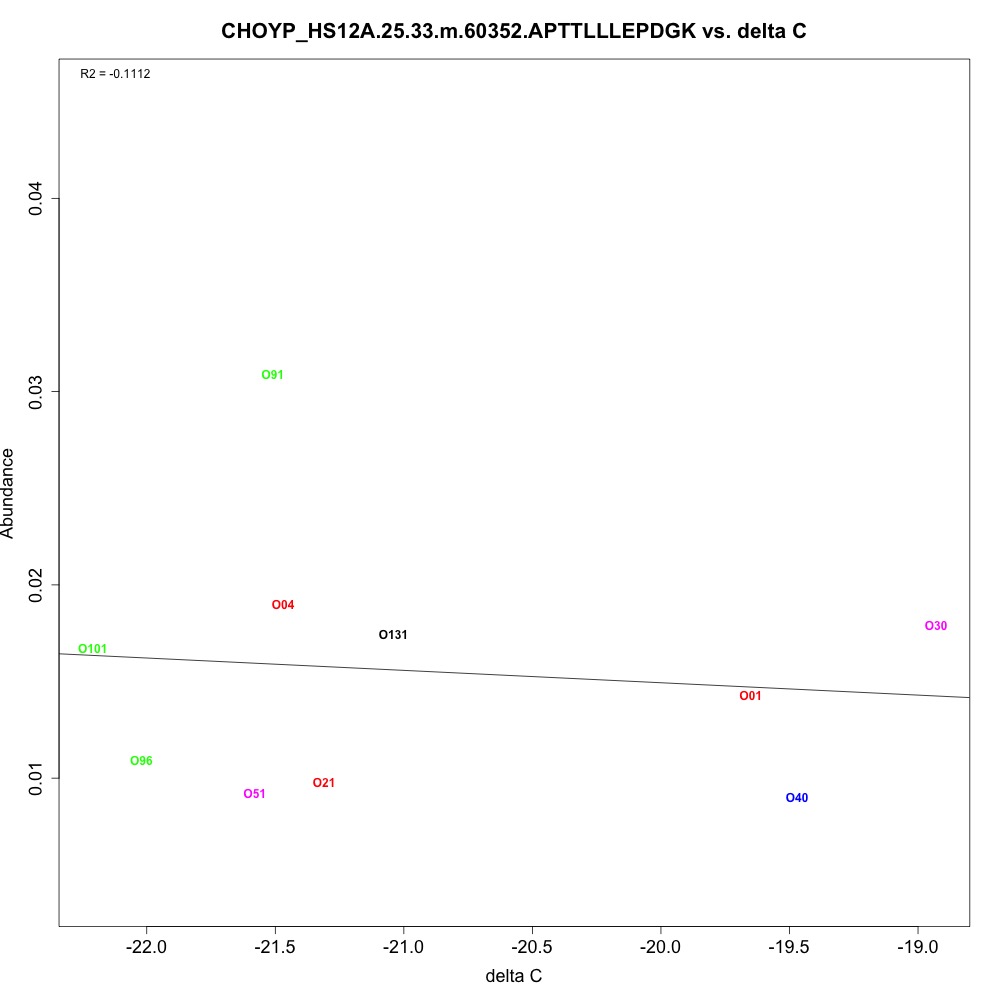 CHOYP_HS12A.25.33.m.60352.APTTLLLEPDGK vs. delta C
R2 = -0.1112
0.04
O91
0.03
Abundance
0.02
O04
O30
O131
O101
O01
O96
0.01
O21
O51
O40
-22.0 -21.5 -21.0 -20.5 -20.0 -19.5 -19.0
delta C